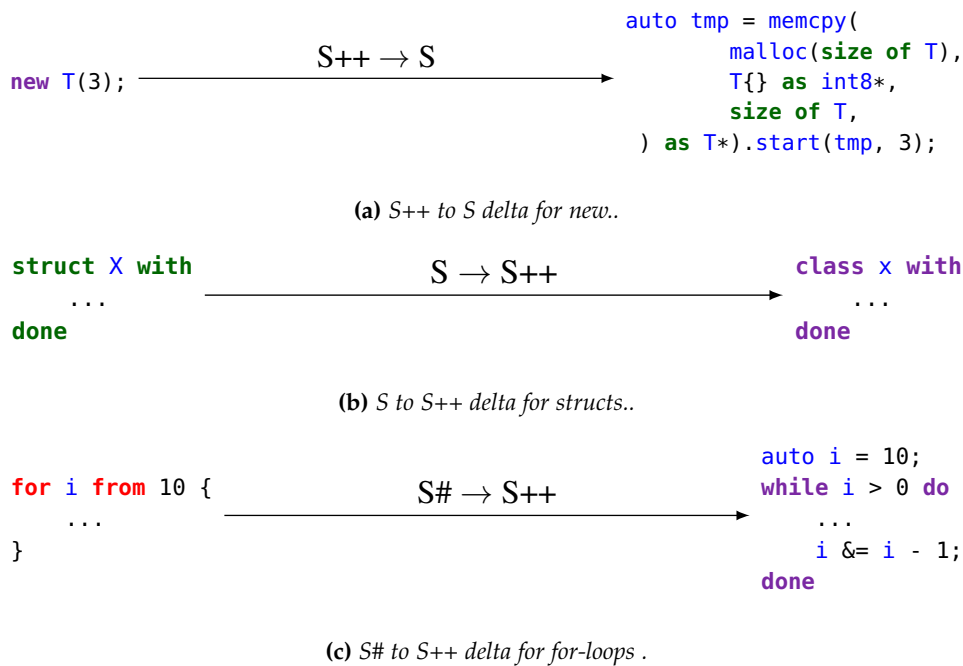 new T(3);
S++ → S
auto tmp = memcpy(
malloc(size of T),
T{} as int8*,
size of T,
) as T*).start(tmp, 3);
(a) S++ to S delta for new..
struct X with
...
done
S → S++
class x with
...
done
(b) S to S++ delta for structs..
for i from 10 {
...
}
S# → S++
auto i = 10;
while i > 0 do
...
i &= i - 1;
done
(c) S# to S++ delta for for-loops .